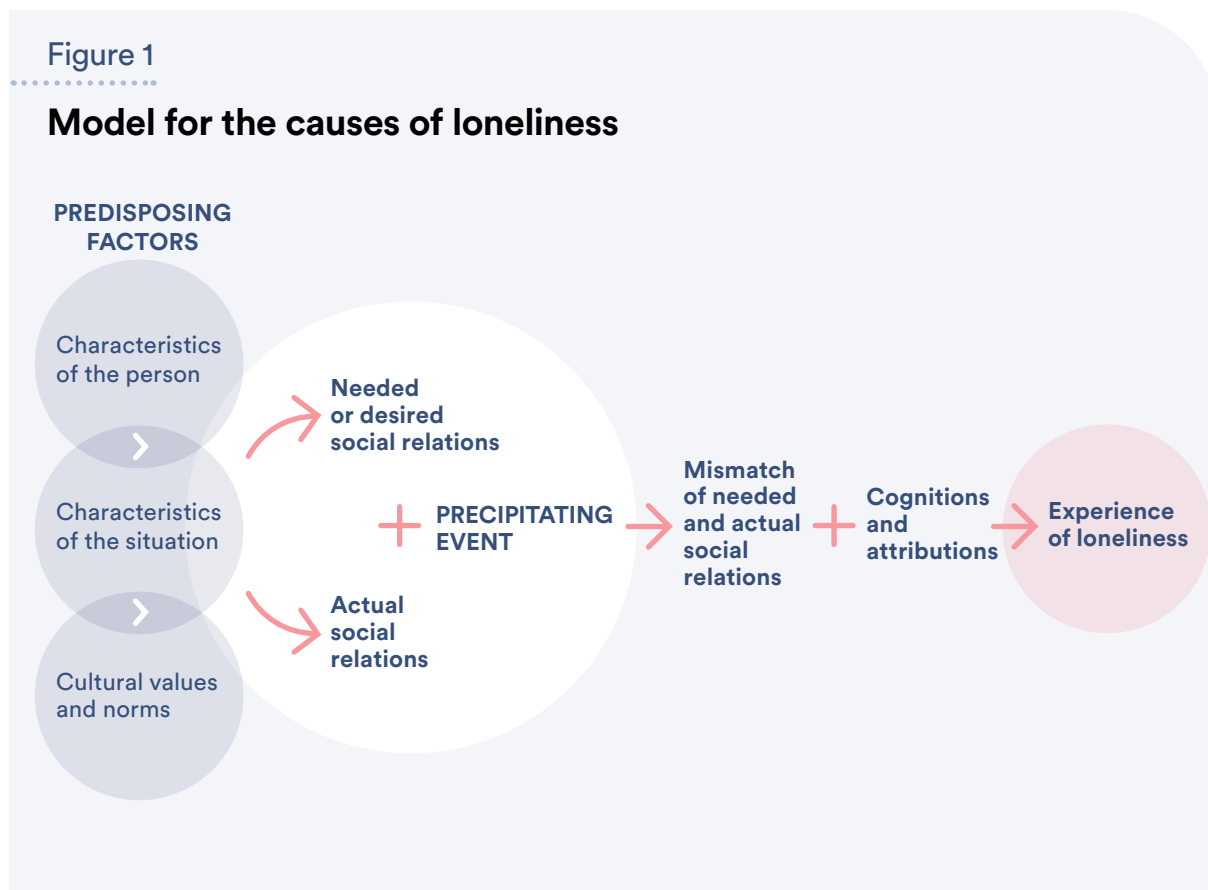 Figure 1
Model for the causes of loneliness
PREDISPOSING
FACTORS
Characteristics
of the person
Characteristics
of the situation
Cultural values
and norms
Needed
or desired
social relations
PRECIPITATING
EVENT
Actual
social
relations
Mismatch
of needed
and actual
social
relations
Cognitions
and
attributions
Experience
of loneliness